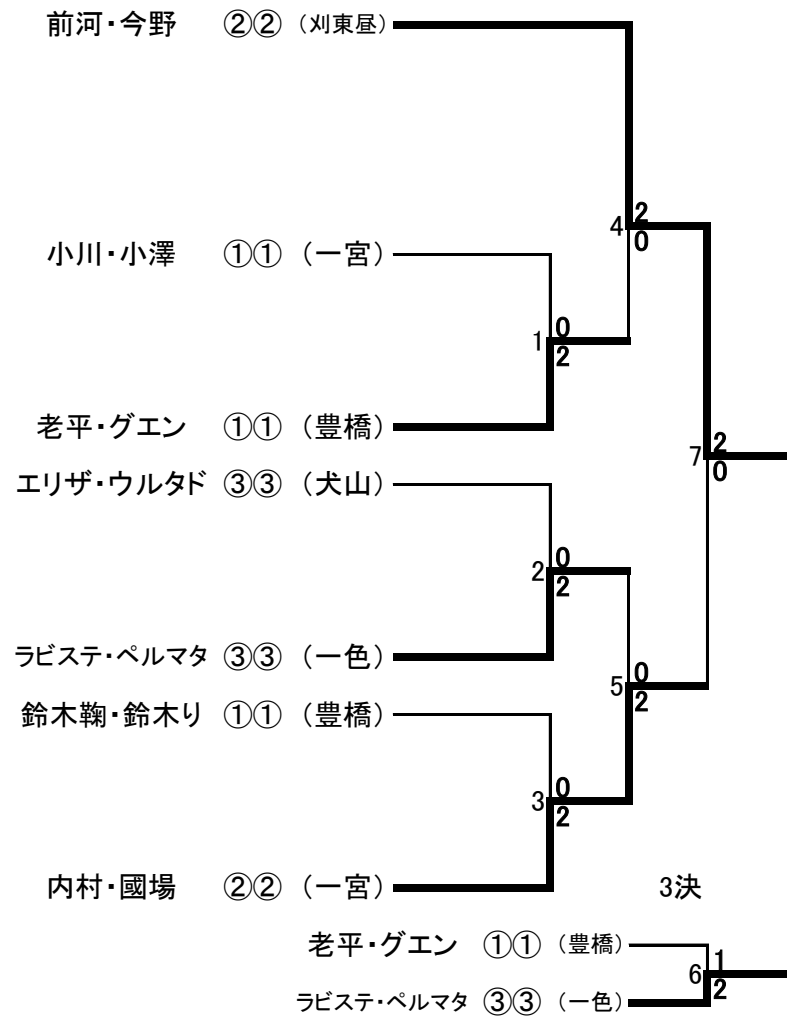 前河・今野 ②② (刈東昼)
2
4
0
小川・小澤 ①① (一宮)
0
1
2
老平・グエン ①① (豊橋)
2
7
0
エリザ・ウルタド ③③ (犬山)
0
2
2
ラビステ・ペルマタ ③③ (一色)
0
5
2
鈴木鞠・鈴木り ①① (豊橋)
0
3
2
内村・國場 ②② (一宮)
3決
老平・グエン ①① (豊橋)
1
6
2
ラビステ・ペルマタ ③③ (一色)